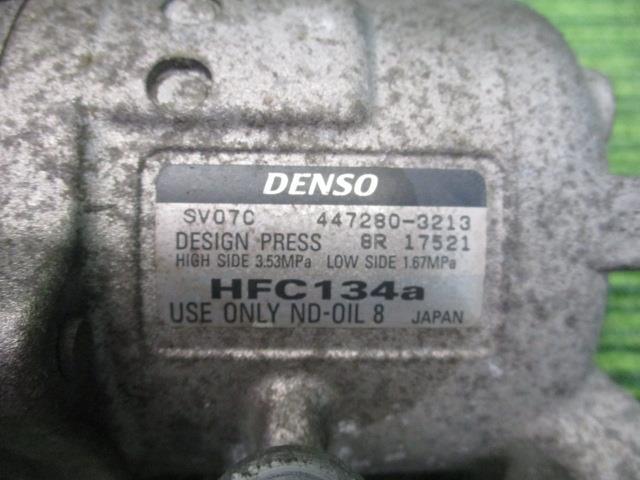 DENSO
SV07C 447280-3213
DESIGN PRESS 8R 17521
HIGH SIDE 3.53MPa LOW SIDE 1.67MPa
HFC134a
USE ONLY ND-OIL 8 JAPAN